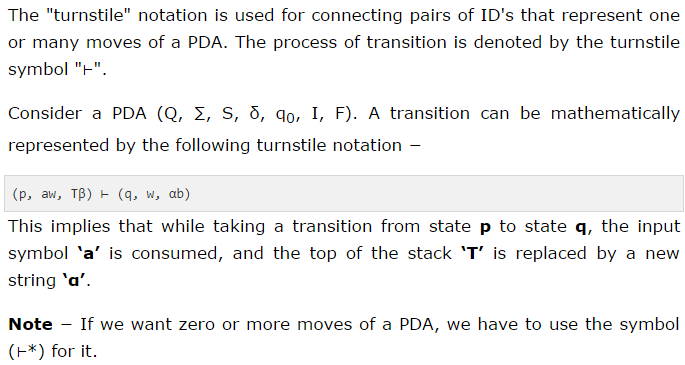 The "turnstile" notation is used for connecting pairs of ID's that represent one
or many moves of a PDA. The process of transition is denoted by the turnstile
symbol "⊢".
Consider a PDA (Q, ∑, S, δ, q₀, I, F). A transition can be mathematically
represented by the following turnstile notation −
(p, aw, Tβ) ⊢ (q, w, αb)
This implies that while taking a transition from state p to state q, the input
symbol ‘a’ is consumed, and the top of the stack ‘T’ is replaced by a new
string ‘α’.
Note − If we want zero or more moves of a PDA, we have to use the symbol
(⊢*) for it.